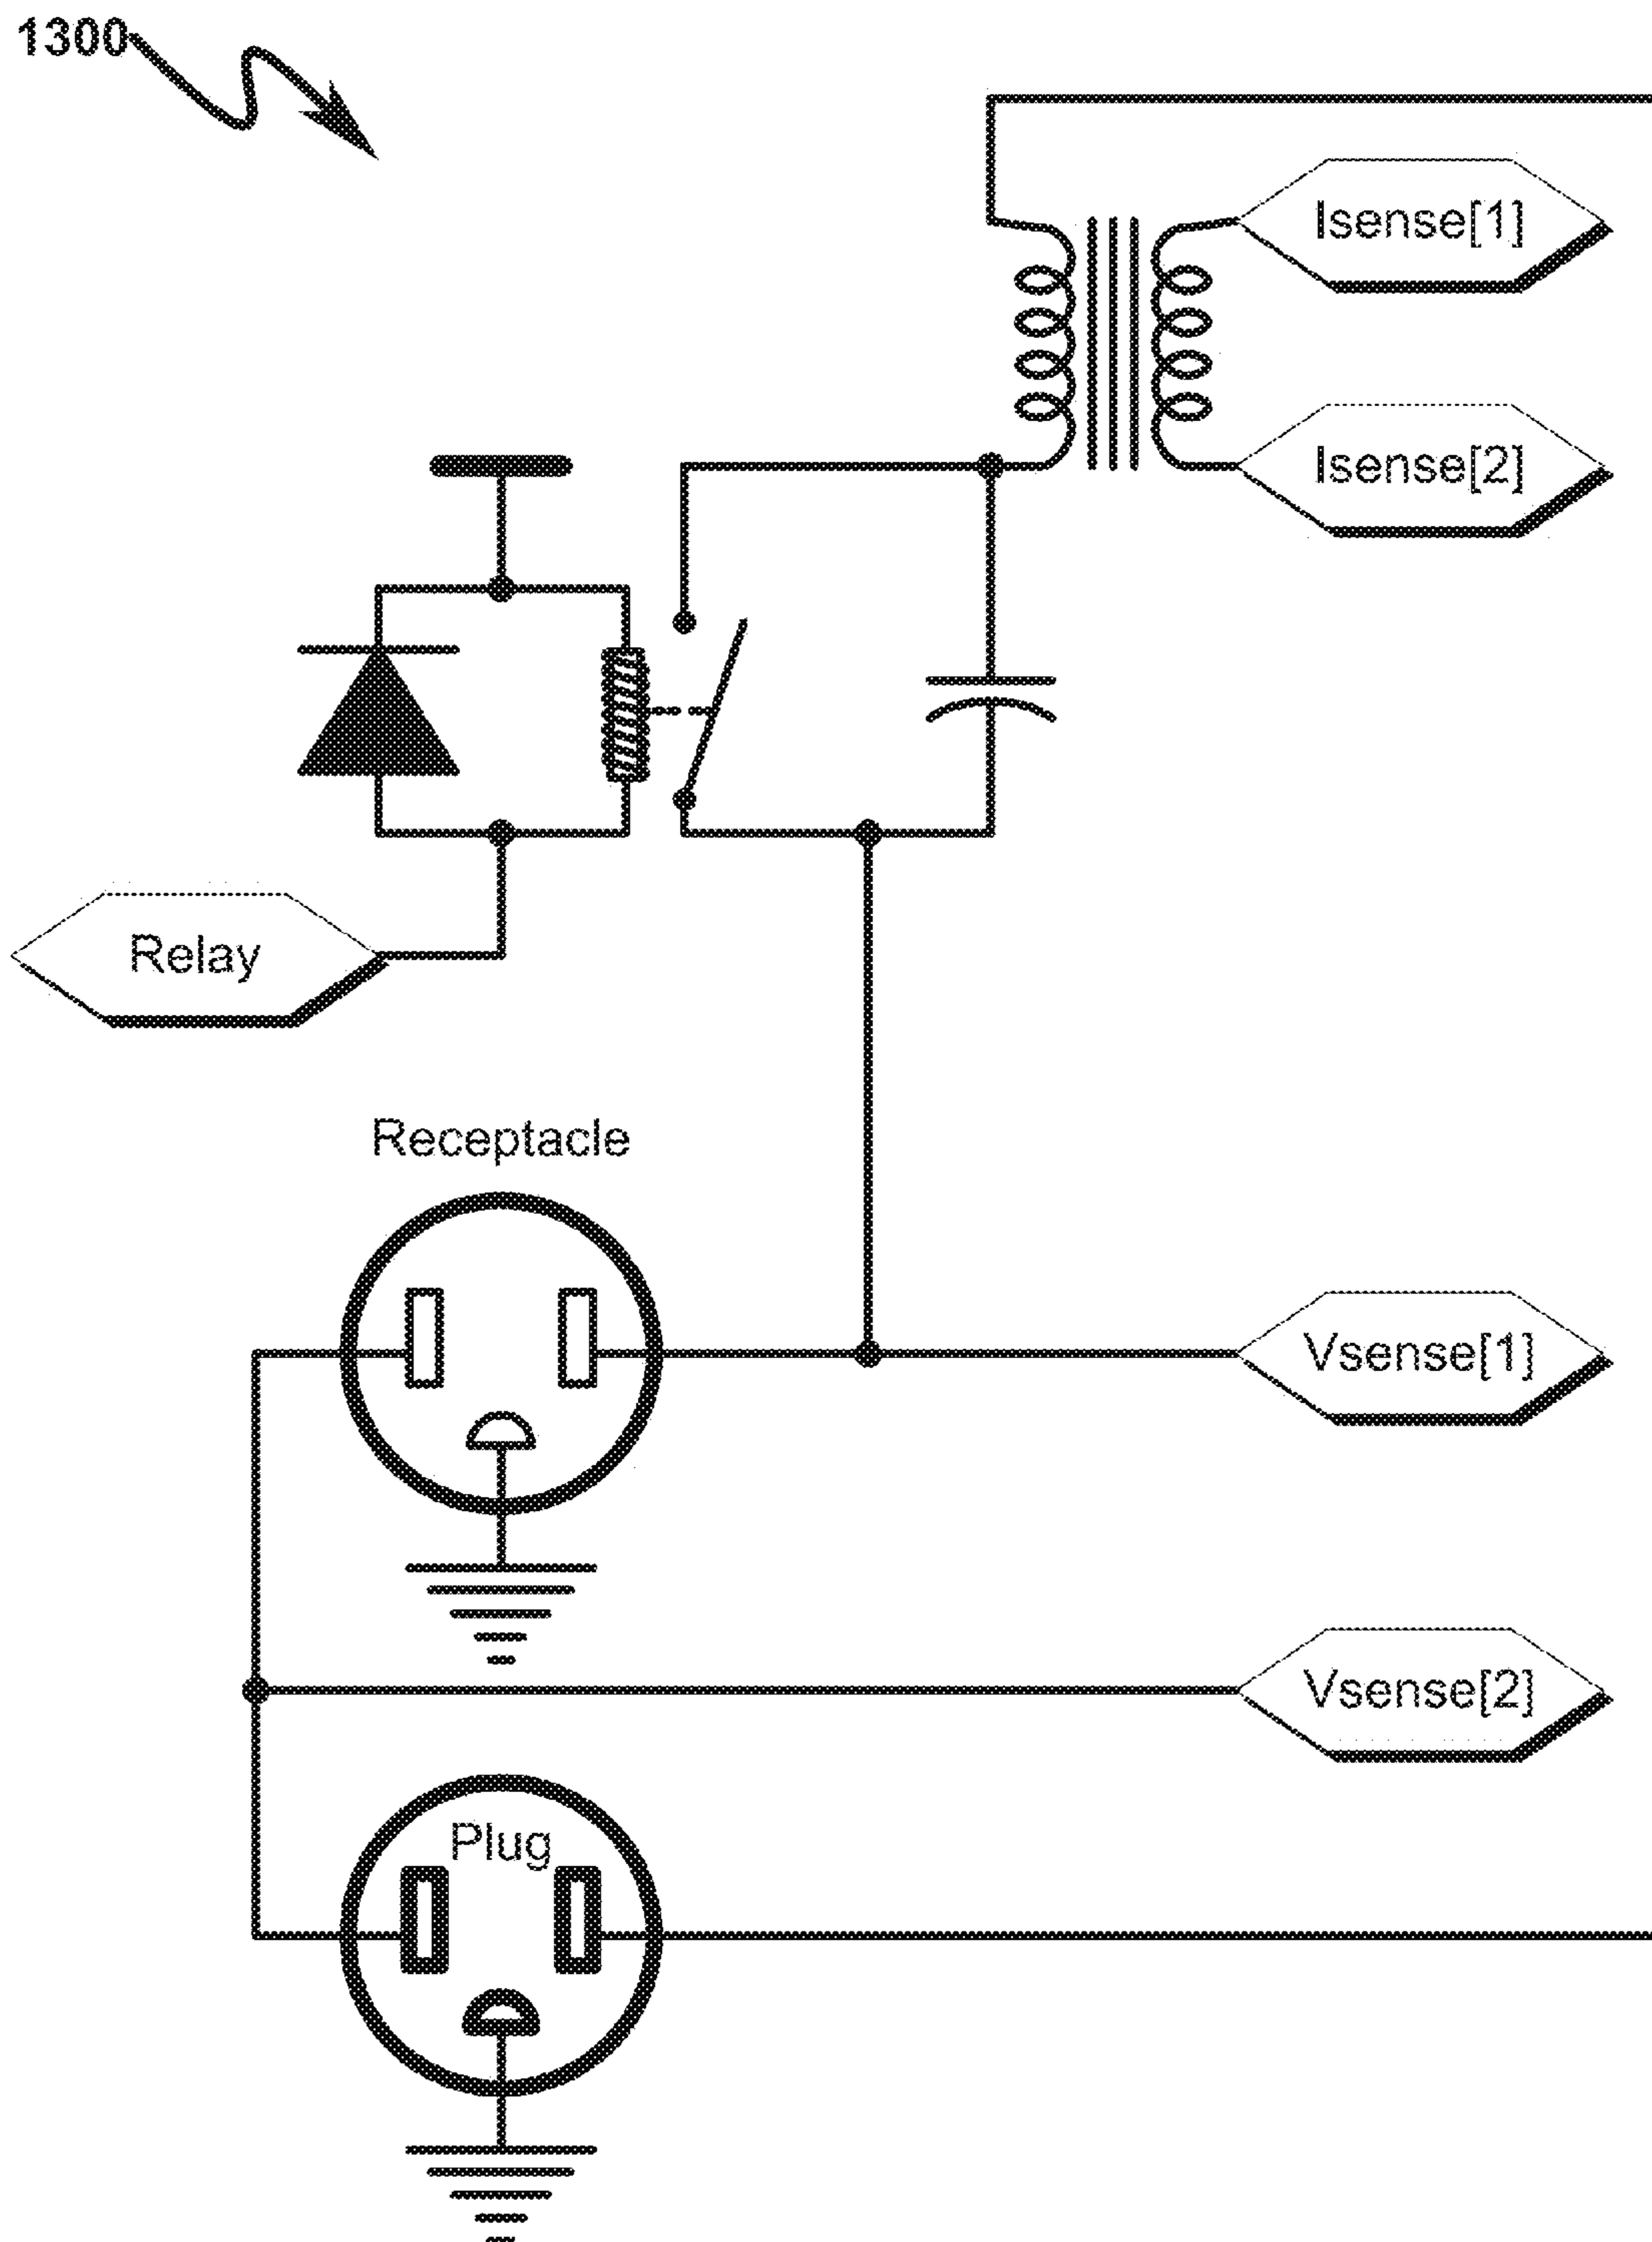 1300
Isense[1]
Isense[2]
Relay
Receptacle
Vsense[1]
Vsense[2]
Plug